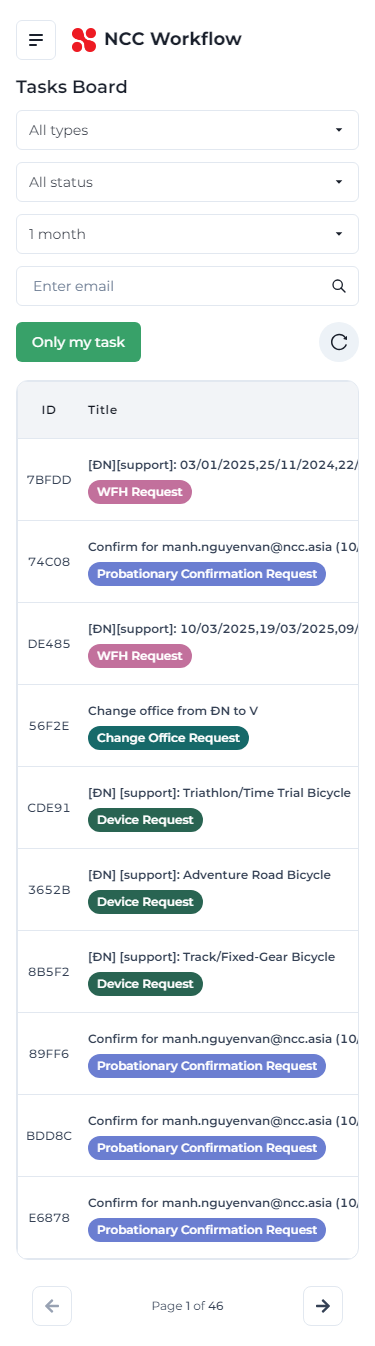 NCC Workflow
Tasks Board
All types
All status
1 month
Enter email
Only my task
ID Title
7BFDD
[ĐN][support]: 03/01/2025,25/11/2024,22/
WFH Request
74C08
Confirm for manh.nguyenvan@ncc.asia (10/
Probationary Confirmation Request
DE485
[ĐN][support]: 10/03/2025,19/03/2025,09/
WFH Request
56F2E
Change office from ĐN to V
Change Office Request
CDE91
[ĐN] [support]: Triathlon/Time Trial Bicycle
Device Request
3652B
[ĐN] [support]: Adventure Road Bicycle
Device Request
8B5F2
[ĐN] [support]: Track/Fixed-Gear Bicycle
Device Request
89FF6
Confirm for manh.nguyenvan@ncc.asia (10/
Probationary Confirmation Request
BDD8C
Confirm for manh.nguyenvan@ncc.asia (10/
Probationary Confirmation Request
E6878
Confirm for manh.nguyenvan@ncc.asia (10/
Probationary Confirmation Request
Page 1 of 46